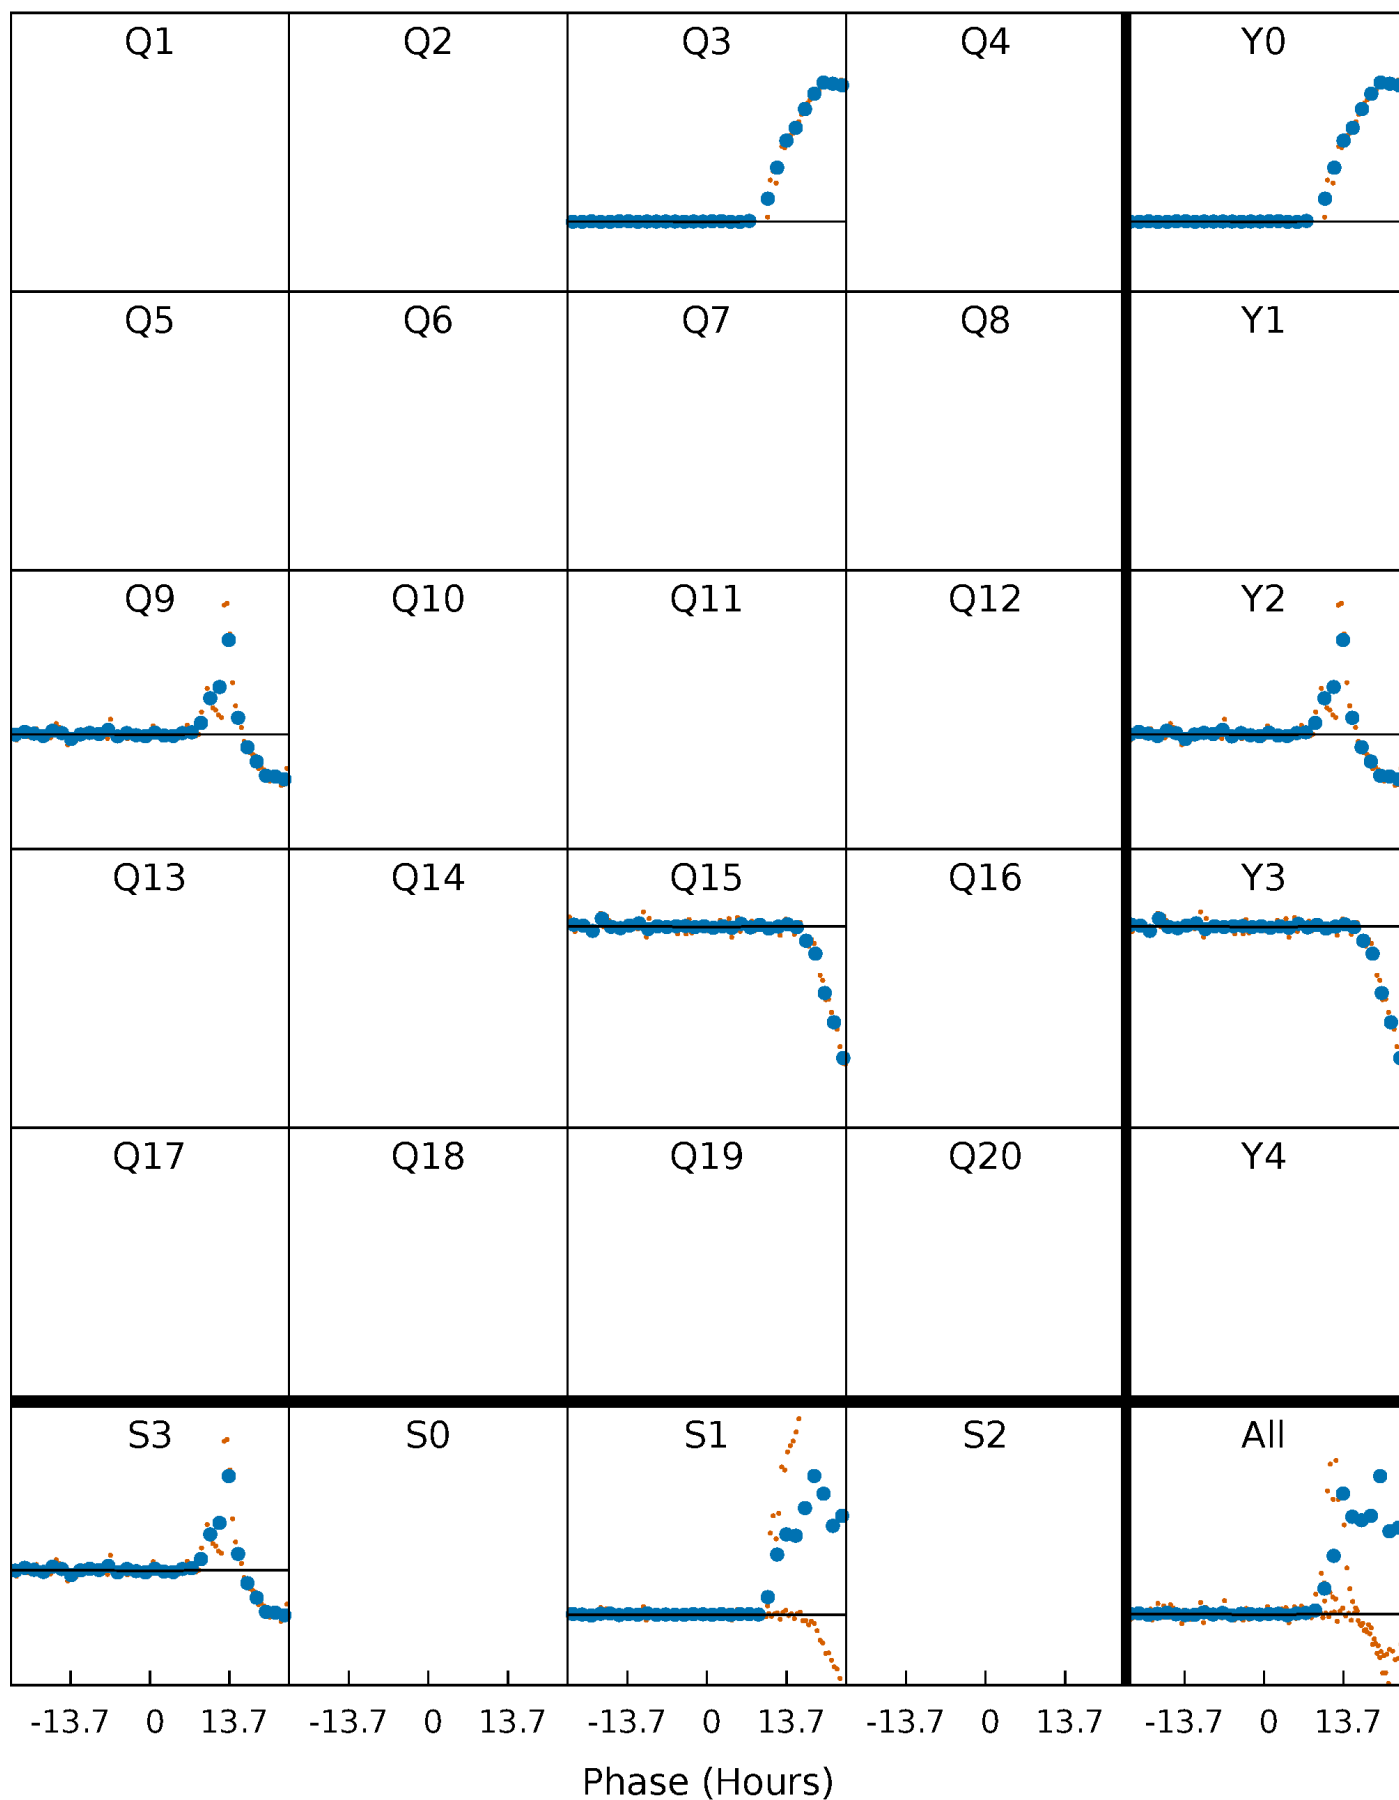 Q1 Q2 Q3 Q4 Y0
Q5 Q6 Q7 Q8 Y1
Q9 Q10 Q11 Q12 Y2
Q13 Q14 Q15 Q16 Y3
Q17 Q18 Q19 Q20 Y4
S3 S0 S1 S2 All
-13.7 0 13.7 -13.7 0 13.7 -13.7 0 13.7 -13.7 0 13.7 -13.7 0 13.7
Phase (Hours)